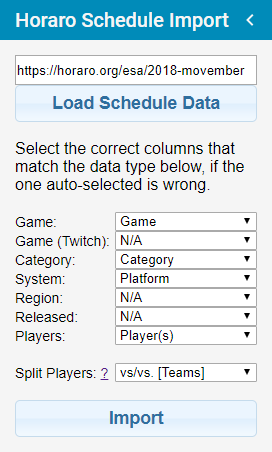 Horaro Schedule Import
https://horaro.org/esa/2018-movember
Load Schedule Data
Select the correct columns that
match the data type below, if the
one auto-selected is wrong.
Game: Game
Game (Twitch): N/A
Category: Category
System: Platform
Region: N/A
Released: N/A
Players: Player(s)
Split Players: ? vs/vs. [Teams]
Import